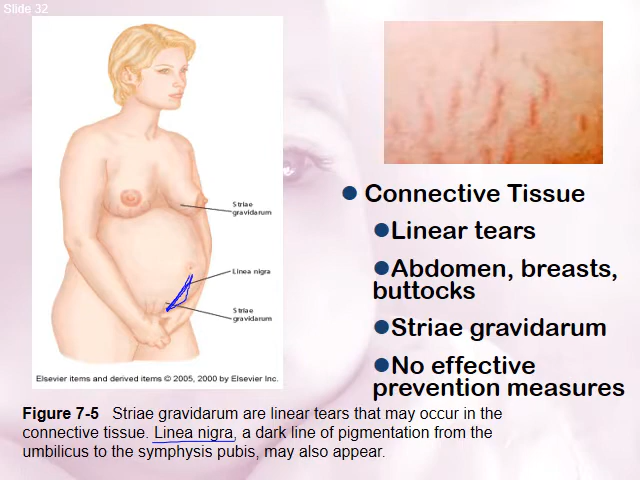 Slide 32
Striae
gravidarum
Linea nigra
Striae
gravidarum
Elsevier items and derived items © 2005, 2000 by Elsevier Inc.
Connective Tissue
Linear tears
Abdomen, breasts,
buttocks
Striae gravidarum
No effective
prevention measures
Figure 7-5 Striae gravidarum are linear tears that may occur in the
connective tissue. Linea nigra, a dark line of pigmentation from the
umbilicus to the symphysis pubis, may also appear.